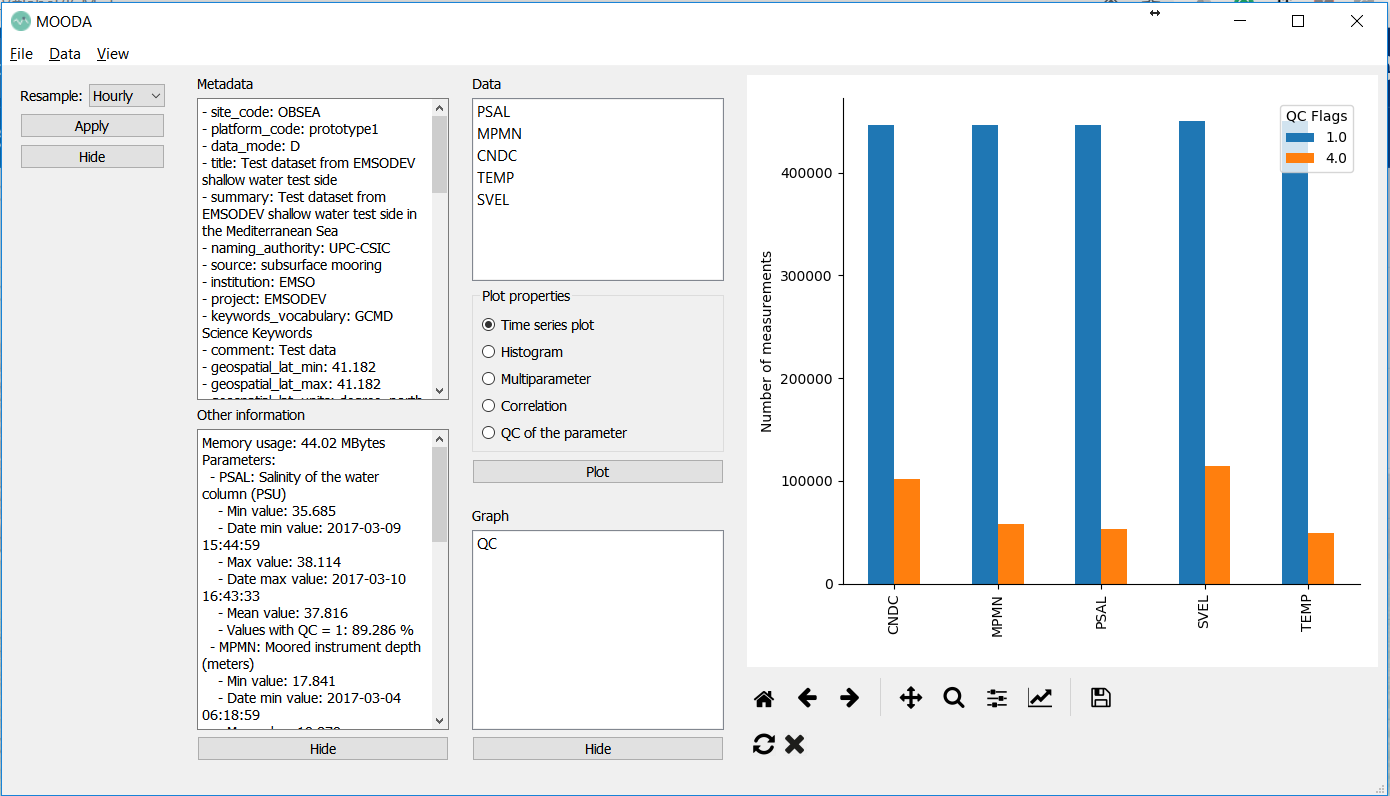 MOODA
File Data View
Resample: Hourly
Apply
Hide
Metadata
- site_code: OBSEA
- platform_code: prototype1
- data_mode: D
- title: Test dataset from EMSODEV
shallow water test side
- summary: Test dataset from
EMSODEV shallow water test side in
the Mediterranean Sea
- naming_authority: UPC-CSIC
- source: subsurface mooring
- institution: EMSO
- project: EMSODEV
- keywords_vocabulary: GCMD
Science Keywords
- comment: Test data
- geospatial_lat_min: 41.182
- geospatial_lat_max: 41.182
Other information
Memory usage: 44.02 MBytes
Parameters:
- PSAL: Salinity of the water
column (PSU)
- Min value: 35.685
- Date min value: 2017-03-09
15:44:59
- Max value: 38.114
- Date max value: 2017-03-10
16:43:33
- Mean value: 37.816
- Values with QC = 1: 89.286 %
- MPMN: Moored instrument depth
(meters)
- Min value: 17.841
- Date min value: 2017-03-04
06:18:59
Hide
Data
PSAL
MPMN
CNDC
TEMP
SVEL
Plot properties
Time series plot
Histogram
Multiparameter
Correlation
QC of the parameter
Plot
Graph
QC
Hide
QC Flags
1.0
4.0
Number of measurements
400000
300000
200000
100000
0
CNDC
MPMN
PSAL
SVEL
TEMP